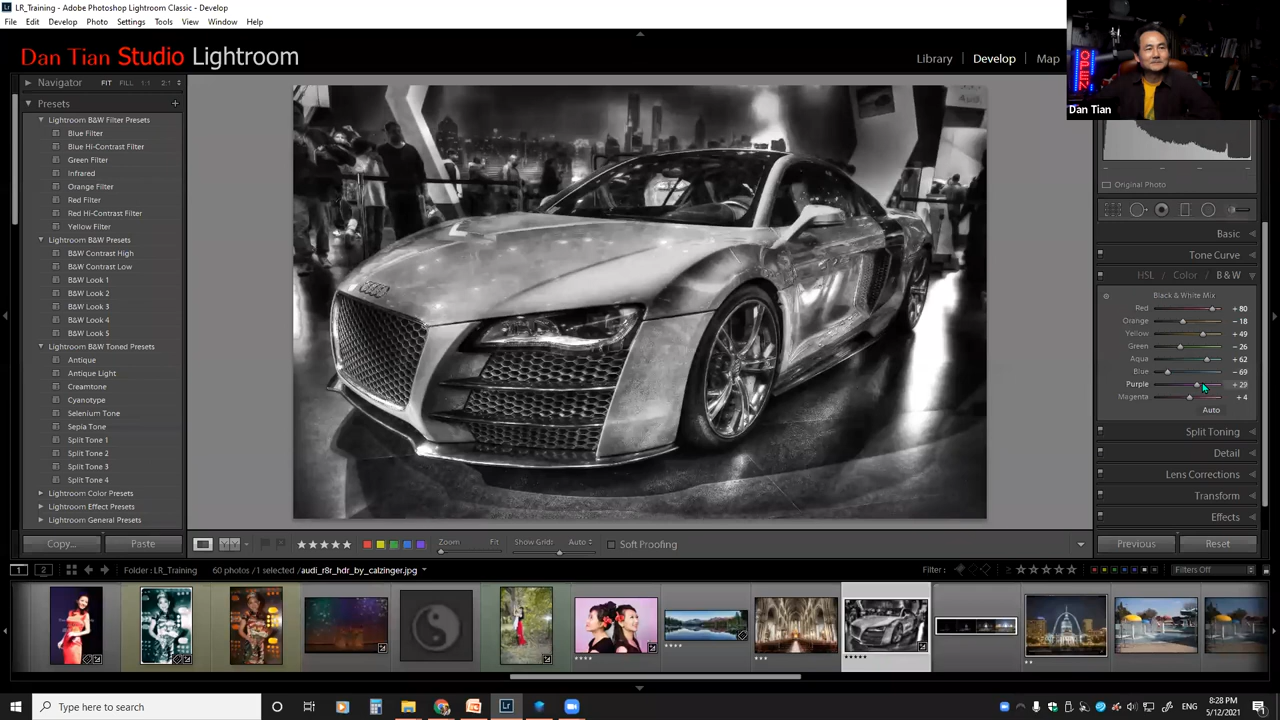 LR_Training - Adobe Photoshop Lightroom Classic - Develop
File Edit Develop Photo Settings Tools View Window Help
Dan Tian Studio Lightroom
Library Develop Map
OPEN
Dan Tian
Navigator FIT FILL 1:1 2:1
Presets +
Lightroom B&W Filter Presets
Blue Filter
Blue Hi-Contrast Filter
Green Filter
Infrared
Orange Filter
Red Filter
Red Hi-Contrast Filter
Yellow Filter
Lightroom B&W Presets
B&W Contrast High
B&W Contrast Low
B&W Look 1
B&W Look 2
B&W Look 3
B&W Look 4
B&W Look 5
Lightroom B&W Toned Presets
Antique
Antique Light
Creamtone
Cyanotype
Selenium Tone
Sepia Tone
Split Tone 1
Split Tone 2
Split Tone 3
Split Tone 4
Lightroom Color Presets
Lightroom Effect Presets
Lightroom General Presets
Copy... Paste
Original Photo
Basic
Tone Curve
HSL / Color / B & W
Black & White Mix
Red + 80
Orange - 18
Yellow + 49
Green - 26
Aqua + 62
Blue - 69
Purple + 29
Magenta + 4
Auto
Split Toning
Detail
Lens Corrections
Transform
Effects
Previous Reset
Zoom Fit Show Grids Auto Soft Proofing
1 2 Folder : LR_Training 60 photos / 1 selected / audi_r8r_hdr_by_calzinger.jpg
Filter : Filters Off
Type here to search
ENG
8:28 PM
5/12/2021